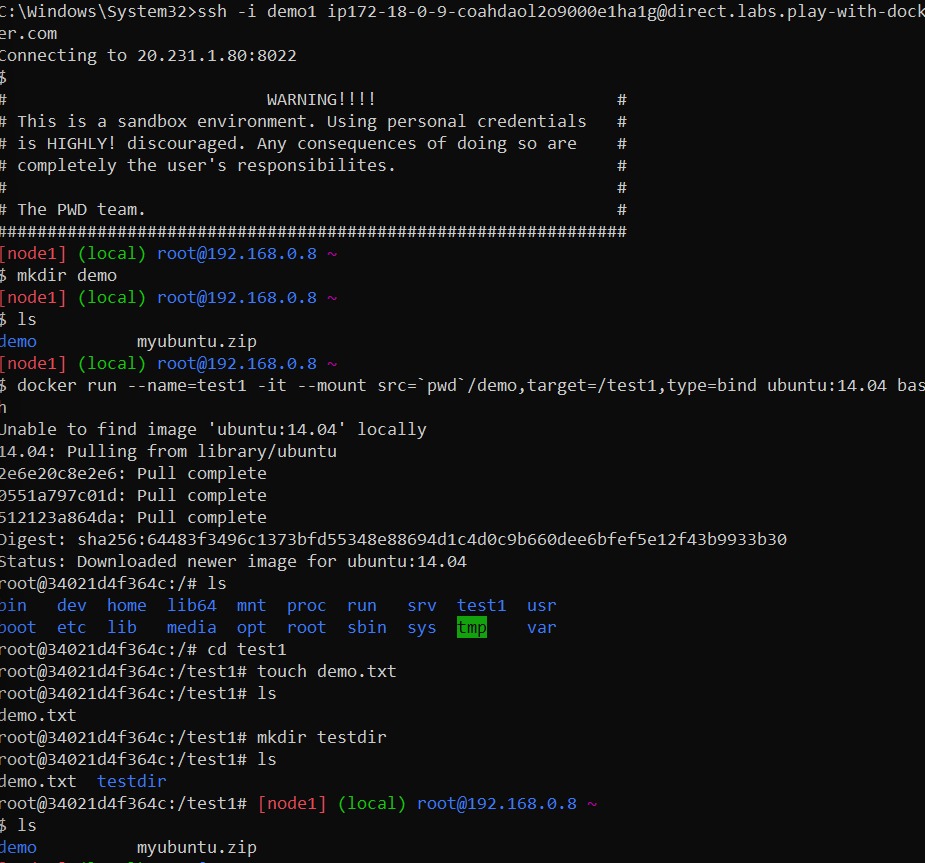 C:\Windows\System32>ssh -i demo1 ip172-18-0-9-coahdaol2o9000e1ha1g@direct.labs.play-with-dock
er.com
Connecting to 20.231.1.80:8022
$
#                          WARNING!!!!                        #
# This is a sandbox environment. Using personal credentials   #
# is HIGHLY! discouraged. Any consequences of doing so are    #
# completely the user's responsibilites.                      #
#                                                             #
# The PWD team.                                               #
###############################################################
[node1] (local) root@192.168.0.8 ~
$ mkdir demo
[node1] (local) root@192.168.0.8 ~
$ ls
demo          myubuntu.zip
[node1] (local) root@192.168.0.8 ~
$ docker run --name=test1 -it --mount src=`pwd`/demo,target=/test1,type=bind ubuntu:14.04 bas
h
Unable to find image 'ubuntu:14.04' locally
14.04: Pulling from library/ubuntu
2e6e20c8e2e6: Pull complete
0551a797c01d: Pull complete
512123a864da: Pull complete
Digest: sha256:64483f3496c1373bfd55348e88694d1c4d0c9b660dee6bfef5e12f43b9933b30
Status: Downloaded newer image for ubuntu:14.04
root@34021d4f364c:/# ls
bin   dev  home  lib64  mnt  proc  run   srv  test1  usr
boot  etc  lib   media  opt  root  sbin  sys  tmp    var
root@34021d4f364c:/# cd test1
root@34021d4f364c:/test1# touch demo.txt
root@34021d4f364c:/test1# ls
demo.txt
root@34021d4f364c:/test1# mkdir testdir
root@34021d4f364c:/test1# ls
demo.txt  testdir
root@34021d4f364c:/test1# [node1] (local) root@192.168.0.8 ~
$ ls
demo          myubuntu.zip